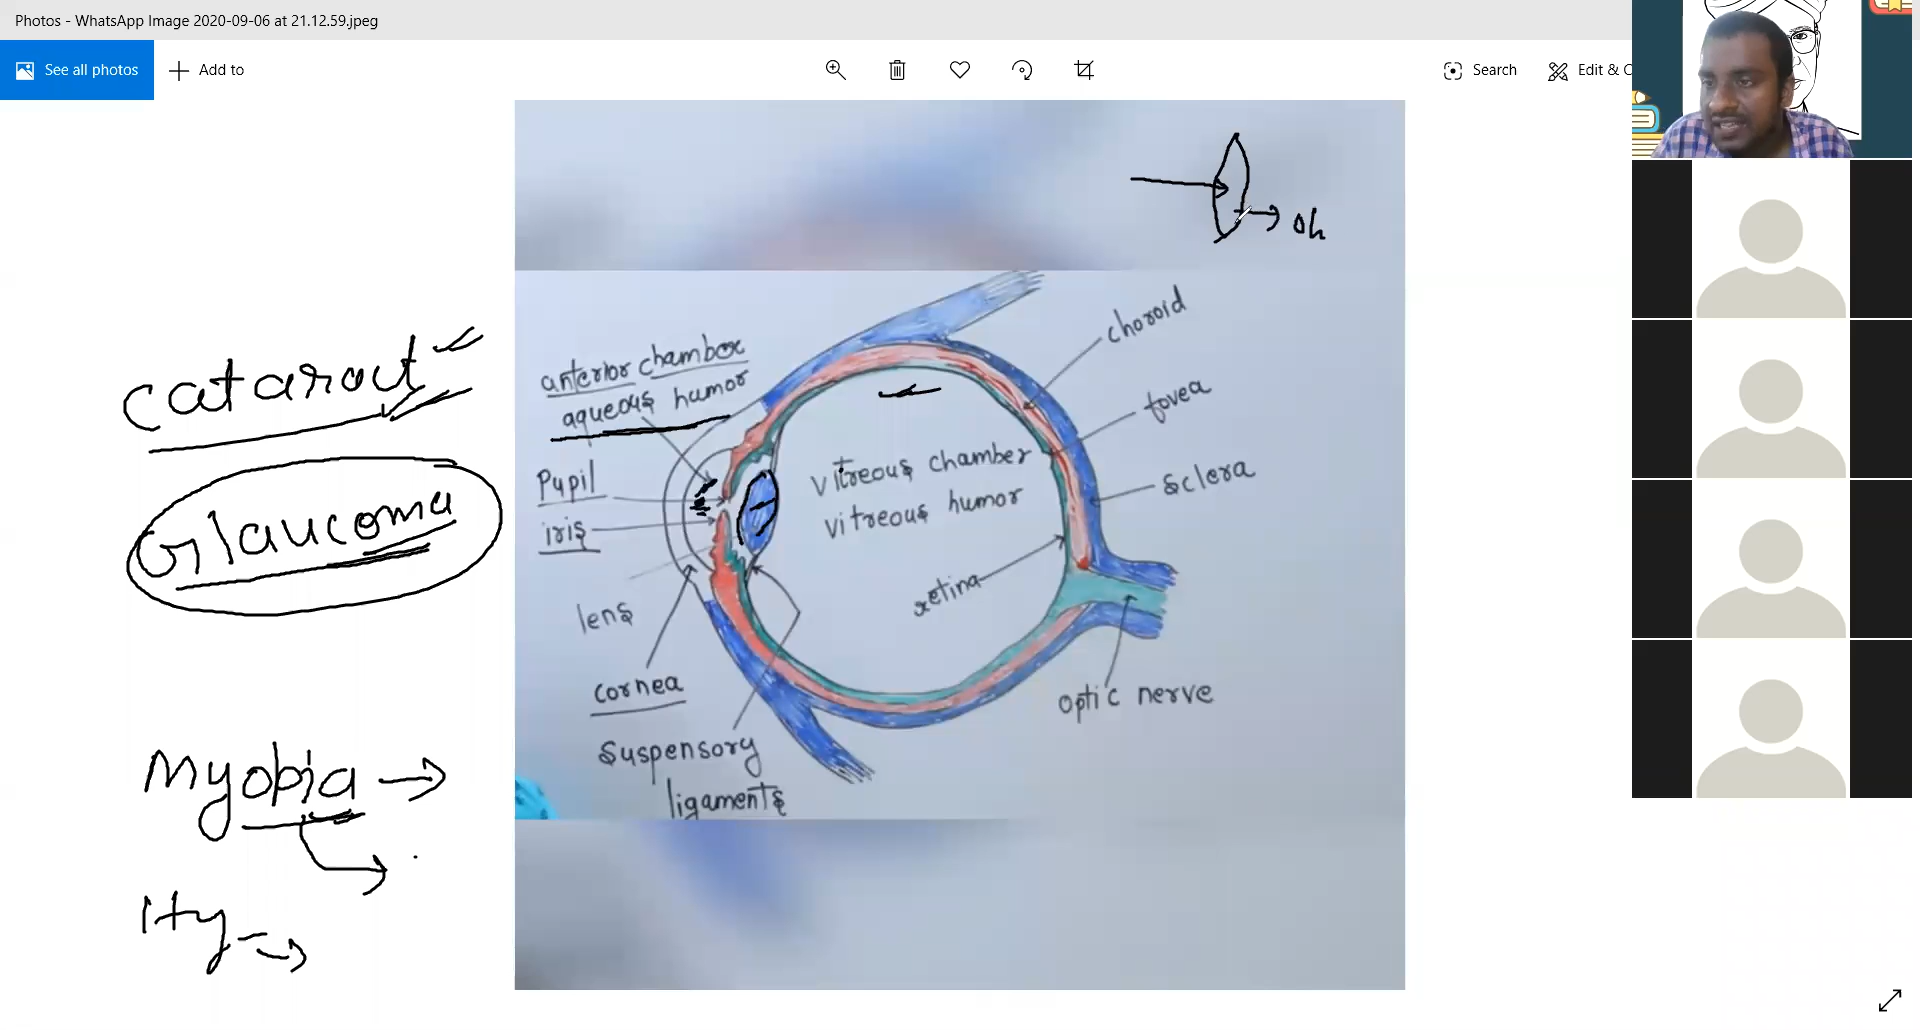 Photos - WhatsApp Image 2020-09-06 at 21.12.59.jpeg
See all photos
Add to
Search
Edit & C
oh
anterior chamber
aqueous humor
Pupil
iris
lens
cornea
suspensory
ligaments
vitreous chamber
vitreous humor
retina
choroid
fovea
sclera
optic nerve
cataract
Glaucoma
Myobia
Hy